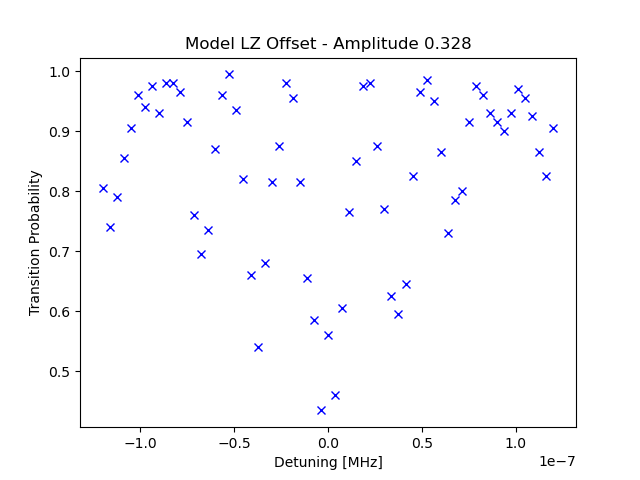 Model LZ Offset - Amplitude 0.328
1.0
0.9
0.8
0.7
0.6
0.5
Transition Probability
−1.0 −0.5 0.0 0.5 1.0
1e−7
Detuning [MHz]